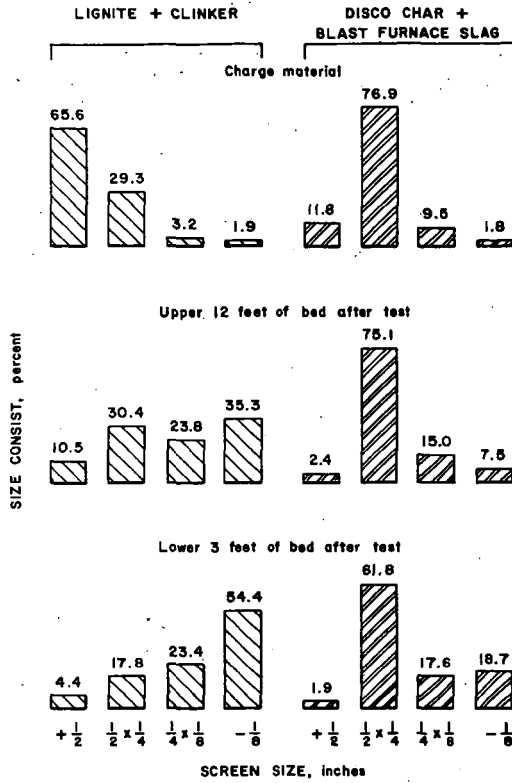 LIGNITE + CLINKER
DISCO CHAR +
BLAST FURNACE SLAG
Charge material
65.6
29.3
3.2
1.9
11.8
76.9
9.5
1.8
Upper 12 feet of bed after test
10.5
30.4
23.8
35.3
2.4
75.1
15.0
7.5
SIZE CONSIST, percent
Lower 3 feet of bed after test
4.4
17.8
23.4
54.4
1.9
61.8
17.6
18.7
+ 1/2 1/2 x 1/4 1/4 x 1/8 - 1/8 + 1/2 1/2 x 1/4 1/4 x 1/8 - 1/8
SCREEN SIZE, inches